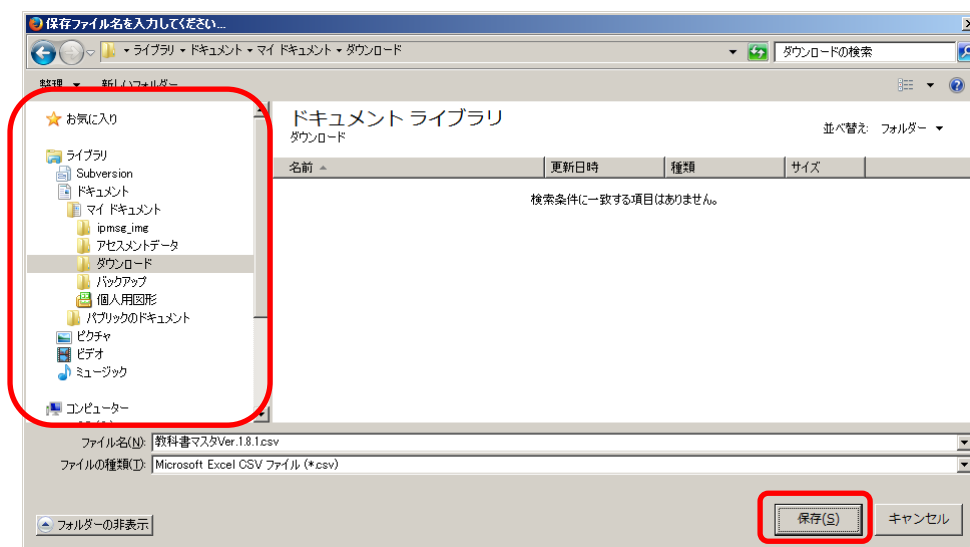 保存ファイル名を入力してください...
ライブラリ ドキュメント マイ ドキュメント ダウンロード
ダウンロードの検索
整理 新しいフォルダー
お気に入り
ライブラリ
Subversion
ドキュメント
マイ ドキュメント
ipmsg_img
アセスメントデータ
ダウンロード
バックアップ
個人用図形
パブリックのドキュメント
ピクチャ
ビデオ
ミュージック
コンピューター
ドキュメント ライブラリ
ダウンロード
並べ替え: フォルダー
名前 更新日時 種類 サイズ
検索条件に一致する項目はありません。
ファイル名(N): 教科書マスタVer.1.8.1.csv
ファイルの種類(T): Microsoft Excel CSV ファイル (*.csv)
フォルダーの非表示
保存(S)
キャンセル